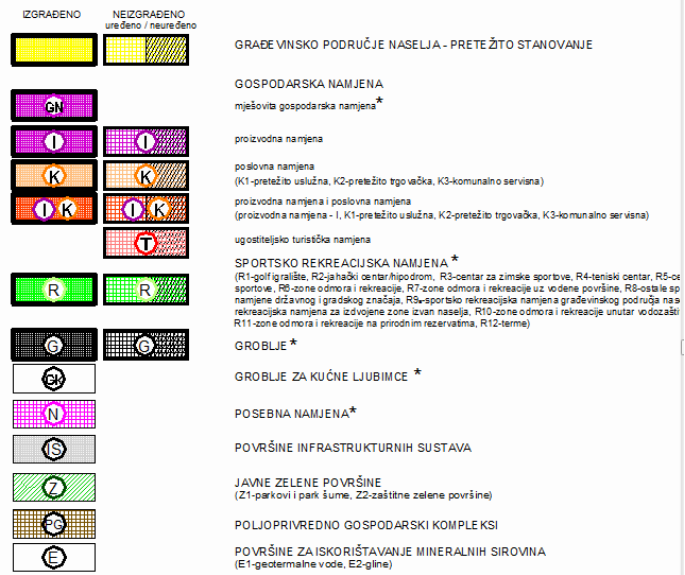 IZGRAĐENO NEIZGRAĐENO
uređeno / neuređeno
GRAĐEVINSKO PODRUČJE NASELJA - PRETEŽITO STANOVANJE
GOSPODARSKA NAMJENA
GN mješovita gospodarska namjena*
I I proizvodna namjena
K K poslovna namjena
(K1-pretežito uslužna, K2-pretežito trgovačka, K3-komunalno servisna)
I K I K proizvodna namjena i poslovna namjena
(proizvodna namjena - I, K1-pretežito uslužna, K2-pretežito trgovačka, K3-komunalno servisna)
T ugostiteljsko turistička namjena
SPORTSKO REKREACIJSKA NAMJENA *
(R1-golf igralište, R2-jahački centar/hipodrom, R3-centar za zimske sportove, R4-teniski centar, R5-ce
R R sportove, R6-zone odmora i rekreacije, R7-zone odmora i rekreacije uz vodene površine, R8-ostale sp
namjene državnog i gradskog značaja, R9-sportsko rekreacijska namjena građevinskog područja nas
rekreacijska namjena za izdvojene zone izvan naselja, R10-zone odmora i rekreacije unutar vodozašti
R11-zone odmora i rekreacije na prirodnim rezervatima, R12-terme)
G G GROBLJE *
GK GROBLJE ZA KUĆNE LJUBIMCE *
N POSEBNA NAMJENA*
IS POVRŠINE INFRASTRUKTURNIH SUSTAVA
Z JAVNE ZELENE POVRŠINE
(Z1-parkovi i park šume, Z2-zaštitne zelene površine)
PG POLJOPRIVREDNO GOSPODARSKI KOMPLEKSI
E POVRŠINE ZA ISKORIŠTAVANJE MINERALNIH SIROVINA
(E1-geotermalne vode, E2-gline)